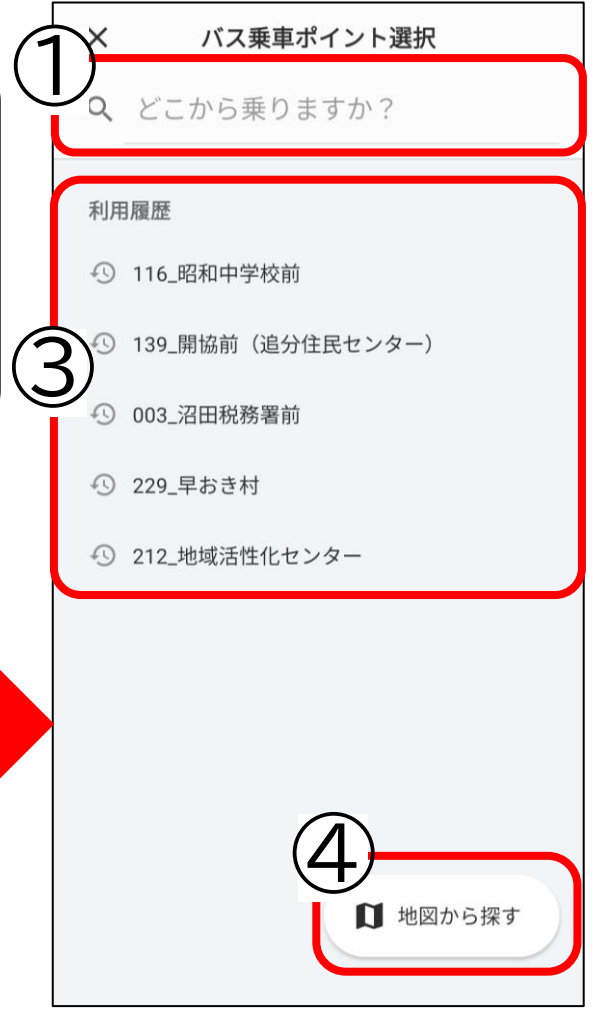 ①
× バス乗車ポイント選択
どこから乗りますか？
③
利用履歴
116_昭和中学校前
139_開協前（追分住民センター）
003_沼田税務署前
229_早おき村
212_地域活性化センター
④
地図から探す